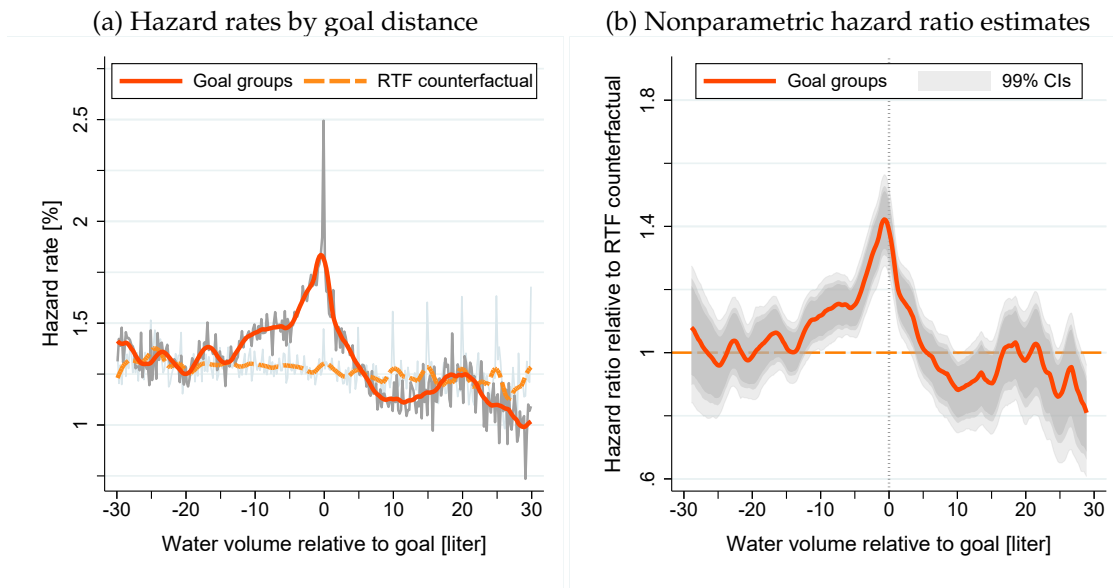 (a) Hazard rates by goal distance
Goal groups
RTF counterfactual
Hazard rate [%]
2.5
2
1.5
1
-30
-20
-10
0
10
20
30
Water volume relative to goal [liter]
(b) Nonparametric hazard ratio estimates
Goal groups
99% CIs
Hazard ratio relative to RTF counterfactual
1.8
1.4
1
.6
-30
-20
-10
0
10
20
30
Water volume relative to goal [liter]